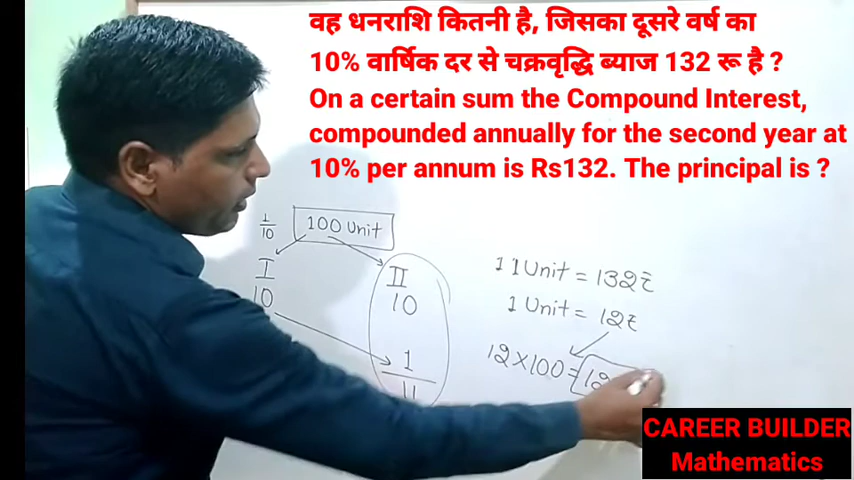 वह धनराशि कितनी है, जिसका दूसरे वर्ष का
10% वार्षिक दर से चक्रवृद्धि ब्याज 132 रू है ?
On a certain sum the Compound Interest,
compounded annually for the second year at
10% per annum is Rs132. The principal is ?
1/10 100 Unit
I II
10 10
1
11
11Unit = 132₹
1 Unit = 12₹
12×100 = 12
CAREER BUILDER
Mathematics